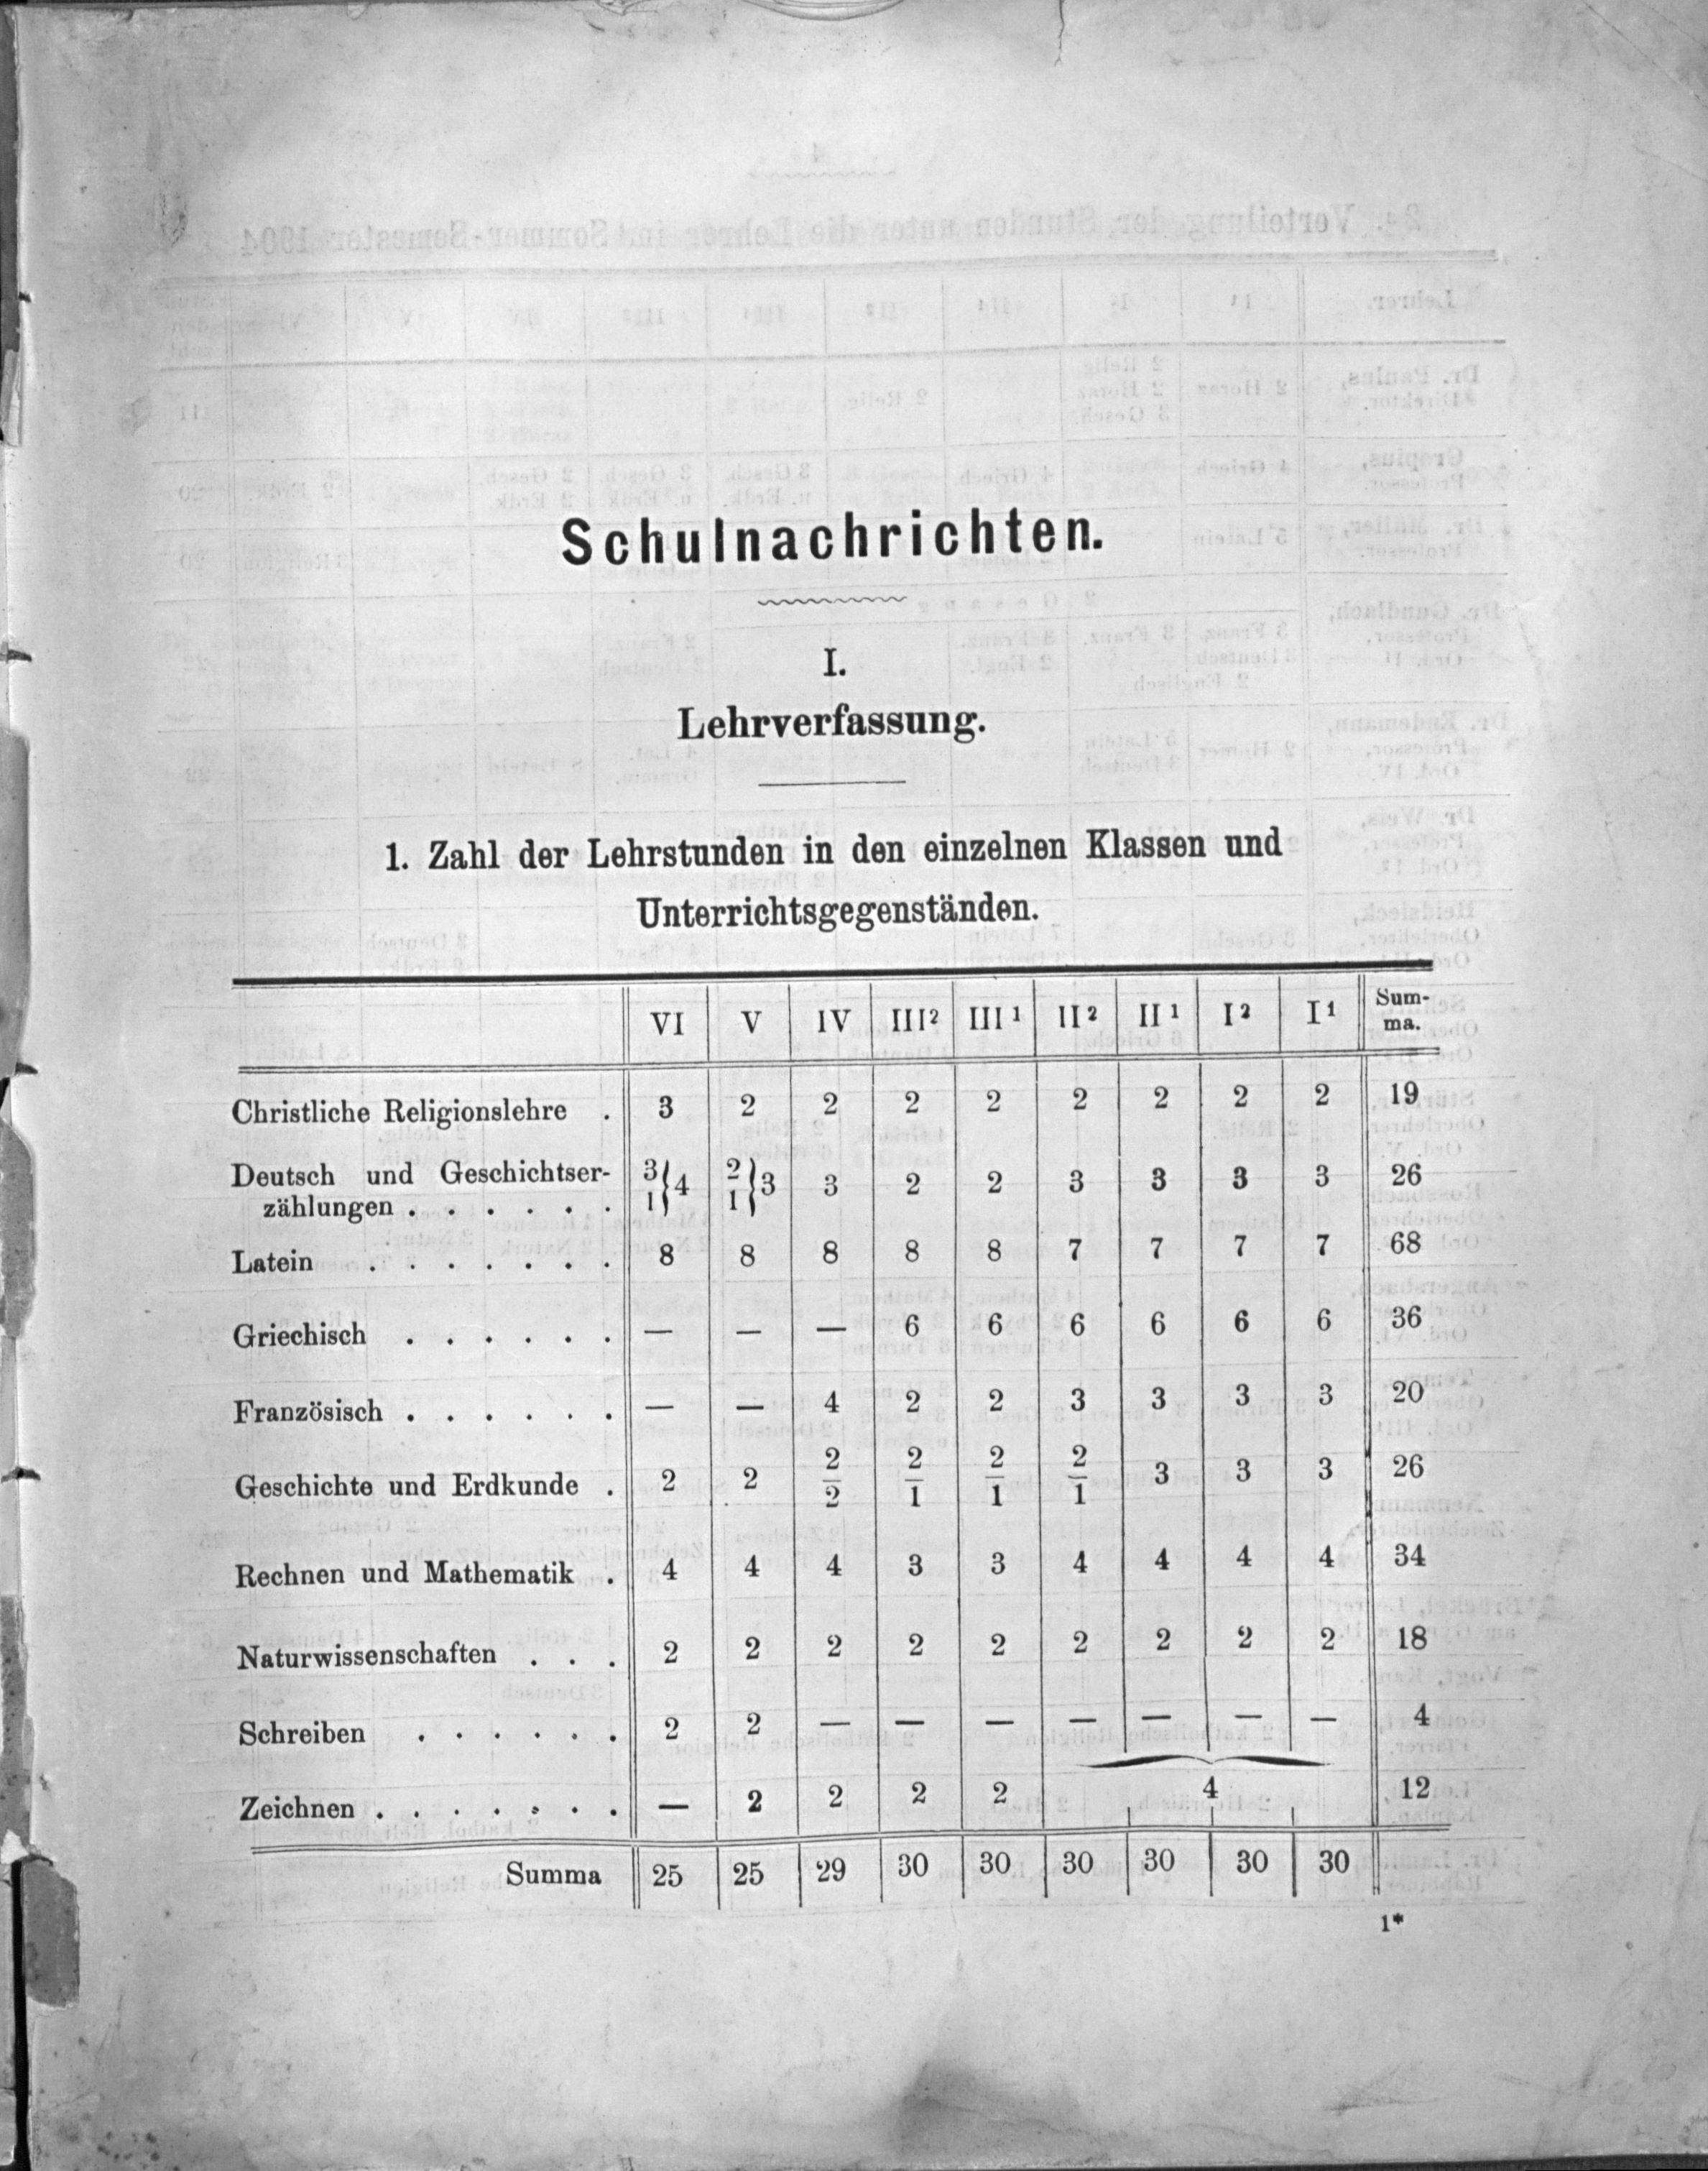 Schulnachrichten.
I.
Lehrverfassung.
1. Zahl der Lehrstunden in den einzelnen Klassen und
Unterrichtsgegenständen.
VI V IV III² III¹ II² II¹ I² I¹ Sum-
ma.
Christliche Religionslehre . 3 2 2 2 2 2 2 2 2 19
Deutsch und Geschichtser-
zählungen . . . . . . 3/1}4 2/1}3 3 2 2 3 3 3 3 26
Latein . . . . . . . 8 8 8 8 8 7 7 7 7 68
Griechisch . . . . . . — — — 6 6 6 6 6 6 36
Französisch . . . . . . — — 4 2 2 3 3 3 3 20
Geschichte und Erdkunde . 2 2 2/2 2/1 2/1 2/1 3 3 3 26
Rechnen und Mathematik . 4 4 4 3 3 4 4 4 4 34
Naturwissenschaften . . . 2 2 2 2 2 2 2 2 2 18
Schreiben . . . . . . 2 2 — — — — — — — 4
Zeichnen . . . . . . . — 2 2 2 2 4 12
Summa 25 25 29 30 30 30 30 30 30
1*